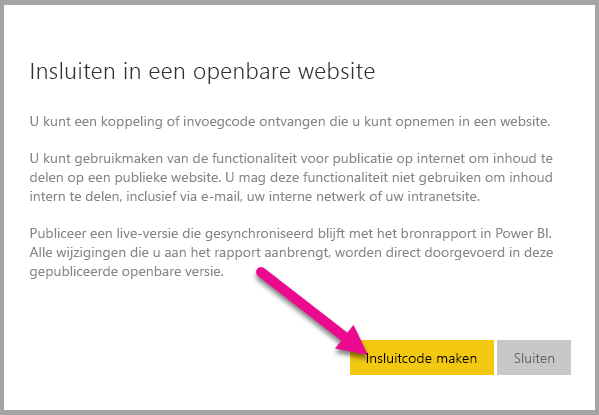 Insluiten in een openbare website
U kunt een koppeling of invoegcode ontvangen die u kunt opnemen in een website.
U kunt gebruikmaken van de functionaliteit voor publicatie op internet om inhoud te
delen op een publieke website. U mag deze functionaliteit niet gebruiken om inhoud
intern te delen, inclusief via e-mail, uw interne netwerk of uw intranetsite.
Publiceer een live-versie die gesynchroniseerd blijft met het bronrapport in Power BI.
Alle wijzigingen die u aan het rapport aanbrengt, worden direct doorgevoerd in deze
gepubliceerde openbare versie.
Insluitcode maken
Sluiten